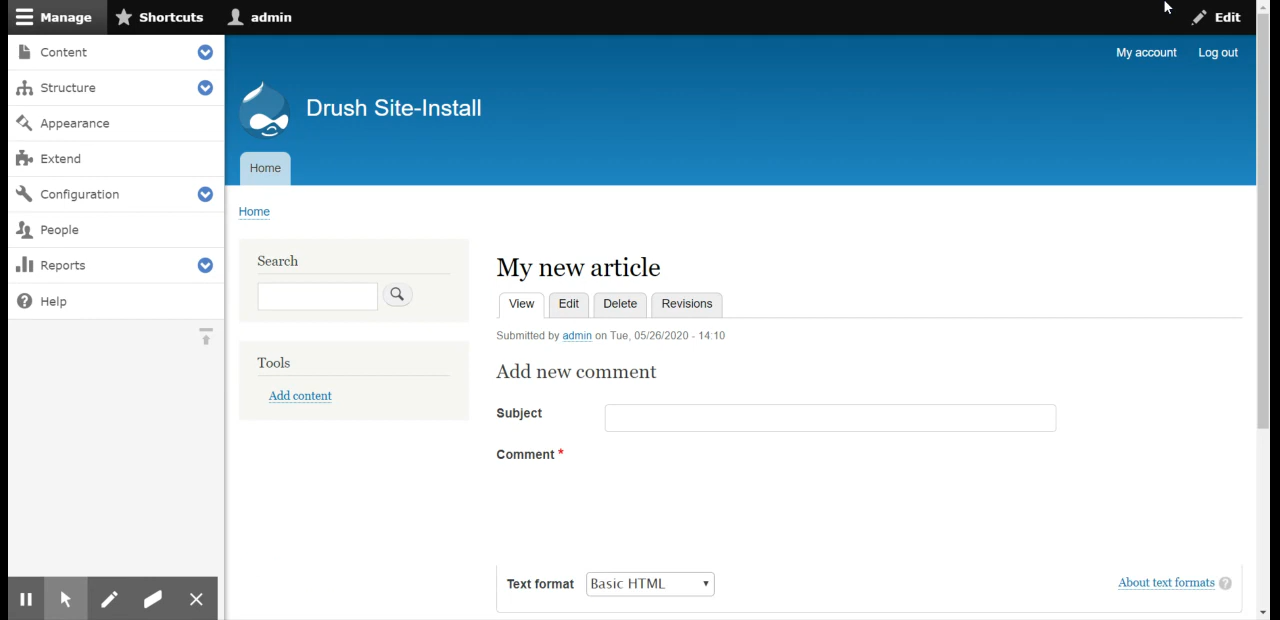 Manage Shortcuts admin Edit
Content
Structure
Appearance
Extend
Configuration
People
Reports
Help
My account Log out
Drush Site-Install
Home
Home
Search
Tools
Add content
My new article
View Edit Delete Revisions
Submitted by admin on Tue, 05/26/2020 - 14:10
Add new comment
Subject
Comment *
Text format Basic HTML
About text formats ?